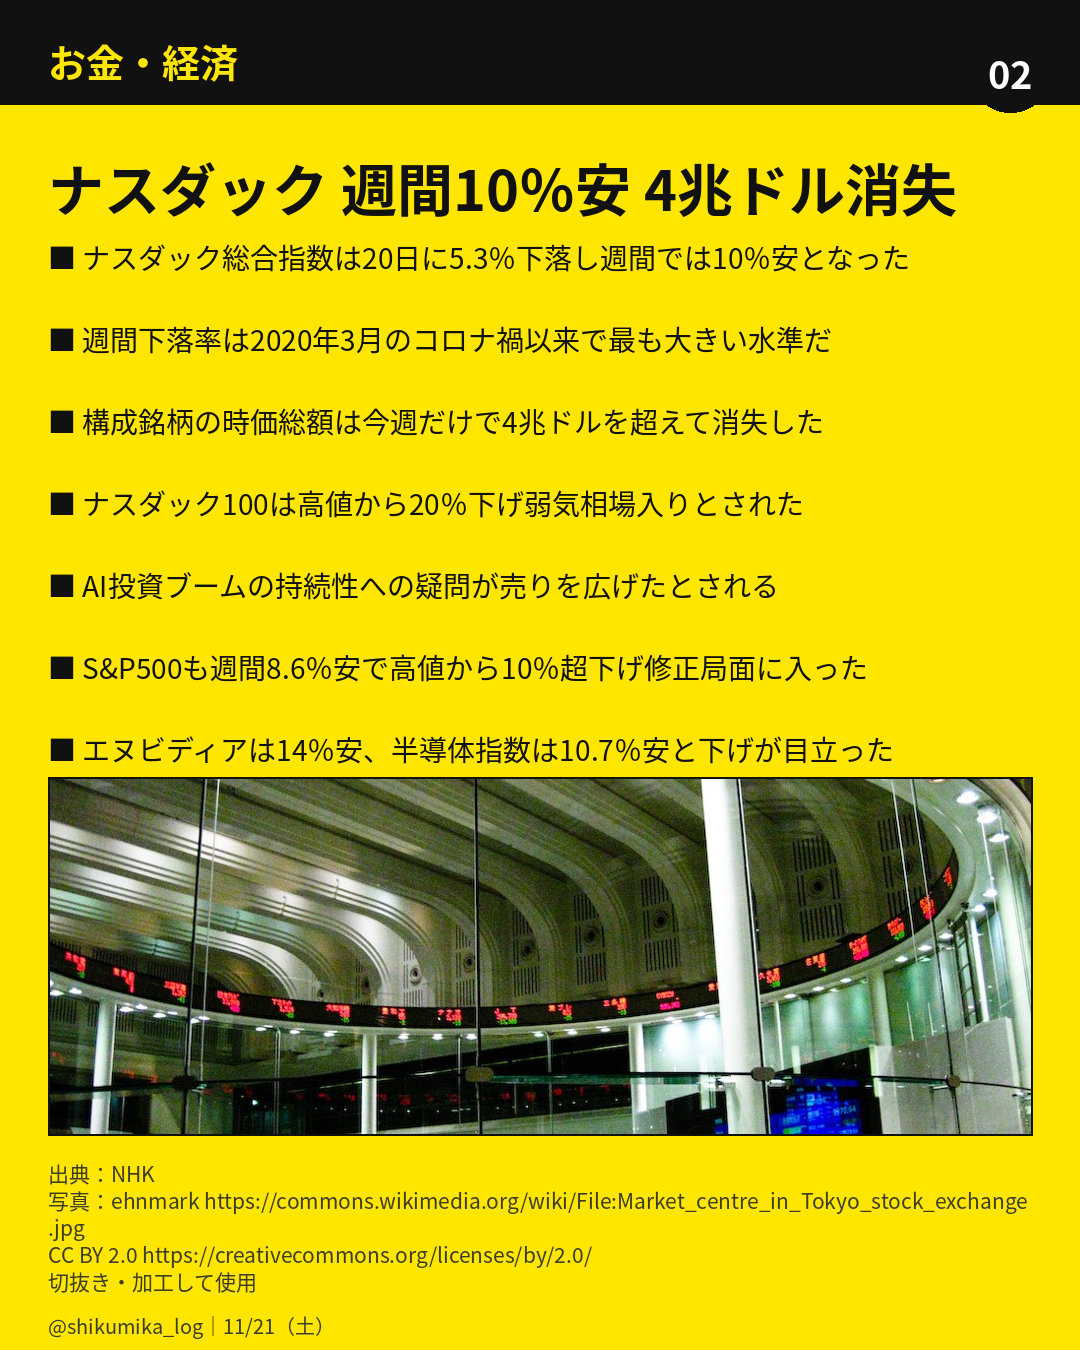 お金・経済
02
ナスダック 週間10%安 4兆ドル消失
■ ナスダック総合指数は20日に5.3%下落し週間では10%安となった
■ 週間下落率は2020年3月のコロナ禍以来で最も大きい水準だ
■ 構成銘柄の時価総額は今週だけで4兆ドルを超えて消失した
■ ナスダック100は高値から20%下げ弱気相場入りとされた
■ AI投資ブームの持続性への疑問が売りを広げたとされる
■ S&P500も週間8.6%安で高値から10%超下げ修正局面に入った
■ エヌビディアは14%安、半導体指数は10.7%安と下げが目立った
出典：NHK
写真：ehnmark https://commons.wikimedia.org/wiki/File:Market_centre_in_Tokyo_stock_exchange
.jpg
CC BY 2.0 https://creativecommons.org/licenses/by/2.0/
切抜き・加工して使用
@shikumika_log｜11/21（土）